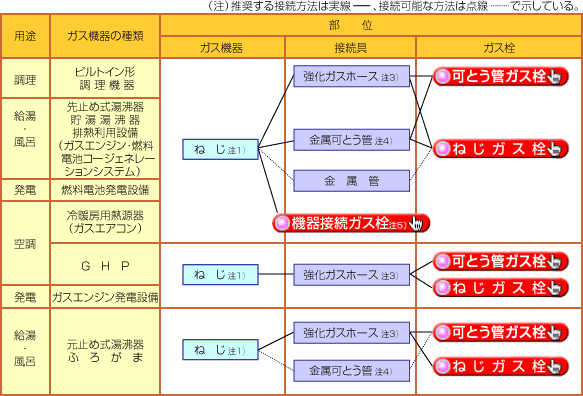 （注）推奨する接続方法は実線──、接続可能な方法は点線┈┈で示している。
用途
ガス機器の種類
部　位
ガス機器
接続具
ガス栓
調理
ビルトイン形
調 理 機 器
給湯
・
風呂
先止め式湯沸器
貯 湯 湯 沸 器
排熱利用設備
（ガスエンジン・燃料
電池コージェネレー
ションシステム）
発電
燃料電池発電設備
空調
冷暖房用熱源器
（ガスエアコン）
ね じ 注1）
強化ガスホース 注3）
金属可とう管 注4）
金 属 管
可とう管ガス栓
ね じ ガ ス 栓
機器接続ガス栓注5）
G H P
発電
ガスエンジン発電設備
ね じ 注1）
強化ガスホース 注3）
可とう管ガス栓
ね じ ガ ス 栓
給湯
・
風呂
元止め式湯沸器
ふ ろ が ま
ね じ 注1）
強化ガスホース 注3）
金属可とう管 注4）
可とう管ガス栓
ね じ ガ ス 栓